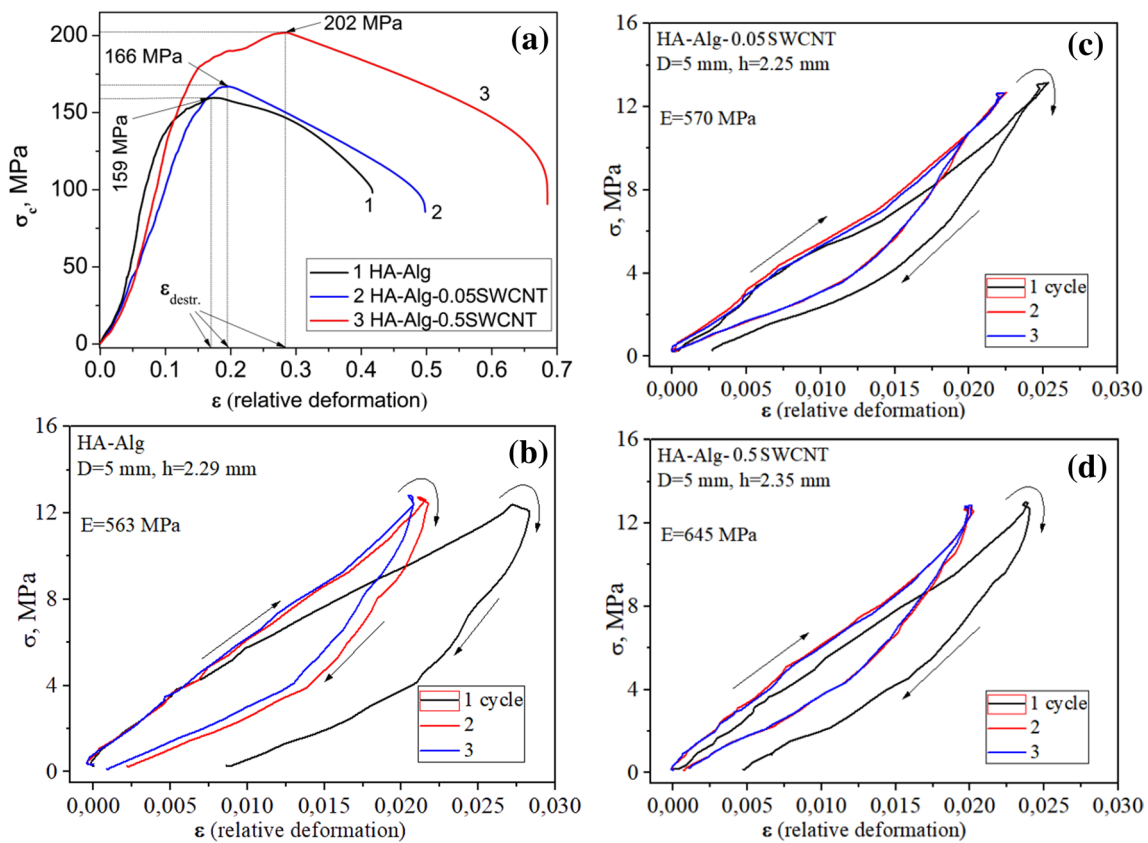 (a)
202 MPa
166 MPa
159 MPa
σc, MPa
200
150
100
50
0
1
2
3
εdestr.
1 HA-Alg
2 HA-Alg-0.05SWCNT
3 HA-Alg-0.5SWCNT
0.0 0.1 0.2 0.3 0.4 0.5 0.6 0.7
ε (relative deformation)
(c)
HA-Alg-0.05SWCNT
D=5 mm, h=2.25 mm
E=570 MPa
σ, MPa
16
12
8
4
0
1 cycle
2
3
0,000 0,005 0,010 0,015 0,020 0,025 0,030
ε (relative deformation)
(b)
HA-Alg
D=5 mm, h=2.29 mm
E=563 MPa
σ, MPa
16
12
8
4
0
1 cycle
2
3
0,000 0,005 0,010 0,015 0,020 0,025 0,030
ε (relative deformation)
(d)
HA-Alg-0.5SWCNT
D=5 mm, h=2.35 mm
E=645 MPa
σ, MPa
16
12
8
4
0
1 cycle
2
3
0,000 0,005 0,010 0,015 0,020 0,025 0,030
ε (relative deformation)